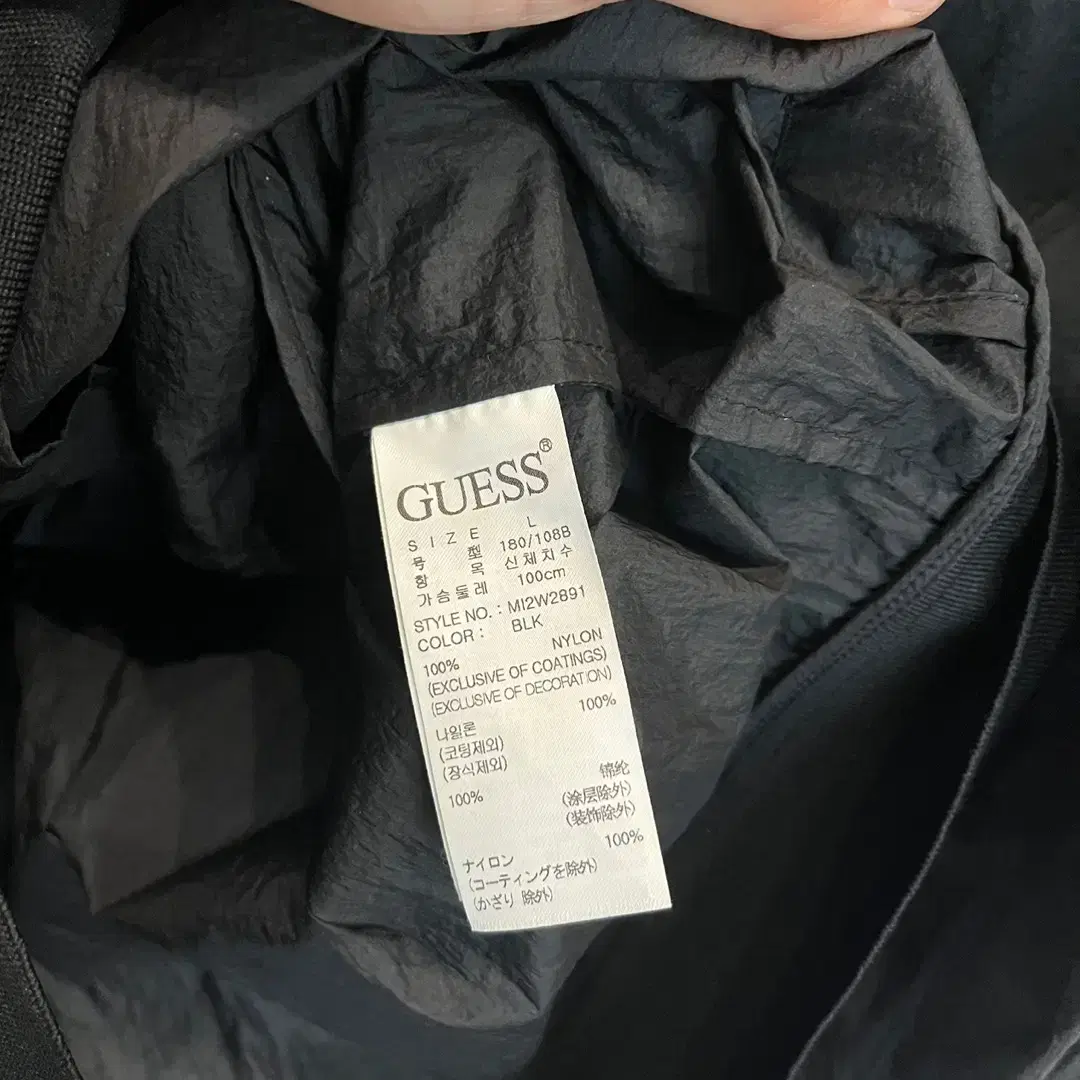 GUESS®
SIZE L
号 型 180/108B
항 목 신체치수
가슴둘레 100cm
STYLE NO. : MI2W2891
COLOR : BLK
100% NYLON
(EXCLUSIVE OF COATINGS)
(EXCLUSIVE OF DECORATION)
100%
나일론
(코팅제외)
(장식제외)
锦纶
100% (涂层除外)
(装饰除外)
100%
ナイロン
(コーティングを除外)
(かざり 除外)